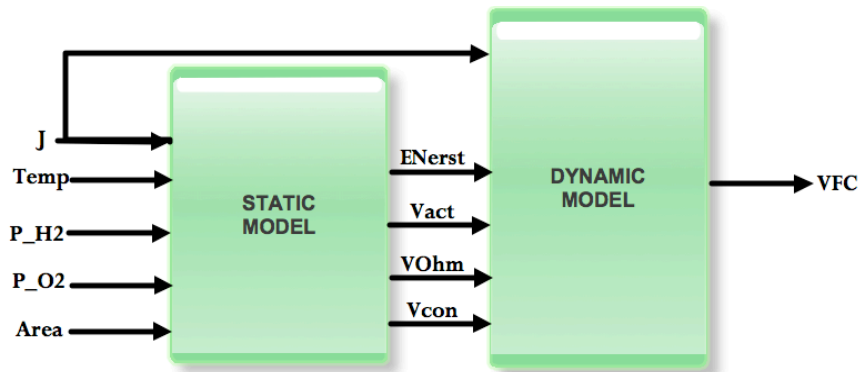 J
Temp
P_H2
P_O2
Area
STATIC
MODEL
ENerst
Vact
VOhm
Vcon
DYNAMIC
MODEL
VFC